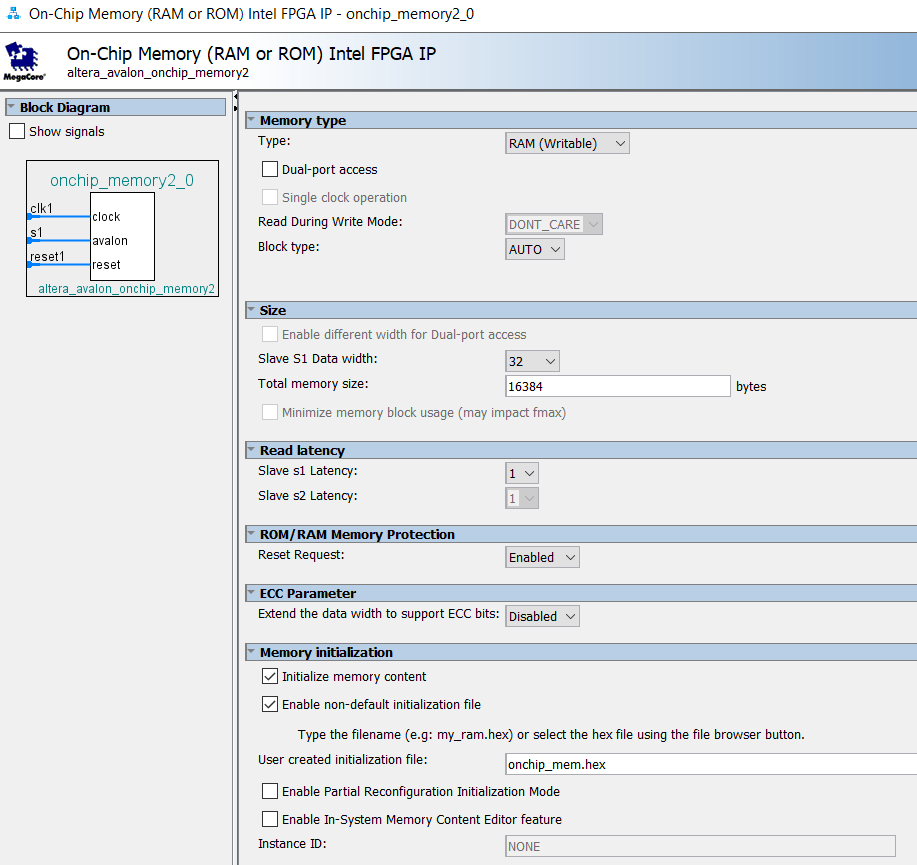 On-Chip Memory (RAM or ROM) Intel FPGA IP - onchip_memory2_0
MegaCore®
On-Chip Memory (RAM or ROM) Intel FPGA IP
altera_avalon_onchip_memory2
Block Diagram
Show signals
onchip_memory2_0
clk1
clock
s1
avalon
reset1
reset
altera_avalon_onchip_memory2
Memory type
Type: RAM (Writable)
Dual-port access
Single clock operation
Read During Write Mode: DONT_CARE
Block type: AUTO
Size
Enable different width for Dual-port access
Slave S1 Data width: 32
Total memory size: 16384 bytes
Minimize memory block usage (may impact fmax)
Read latency
Slave s1 Latency: 1
Slave s2 Latency: 1
ROM/RAM Memory Protection
Reset Request: Enabled
ECC Parameter
Extend the data width to support ECC bits: Disabled
Memory initialization
Initialize memory content
Enable non-default initialization file
Type the filename (e.g: my_ram.hex) or select the hex file using the file browser button.
User created initialization file: onchip_mem.hex
Enable Partial Reconfiguration Initialization Mode
Enable In-System Memory Content Editor feature
Instance ID: NONE